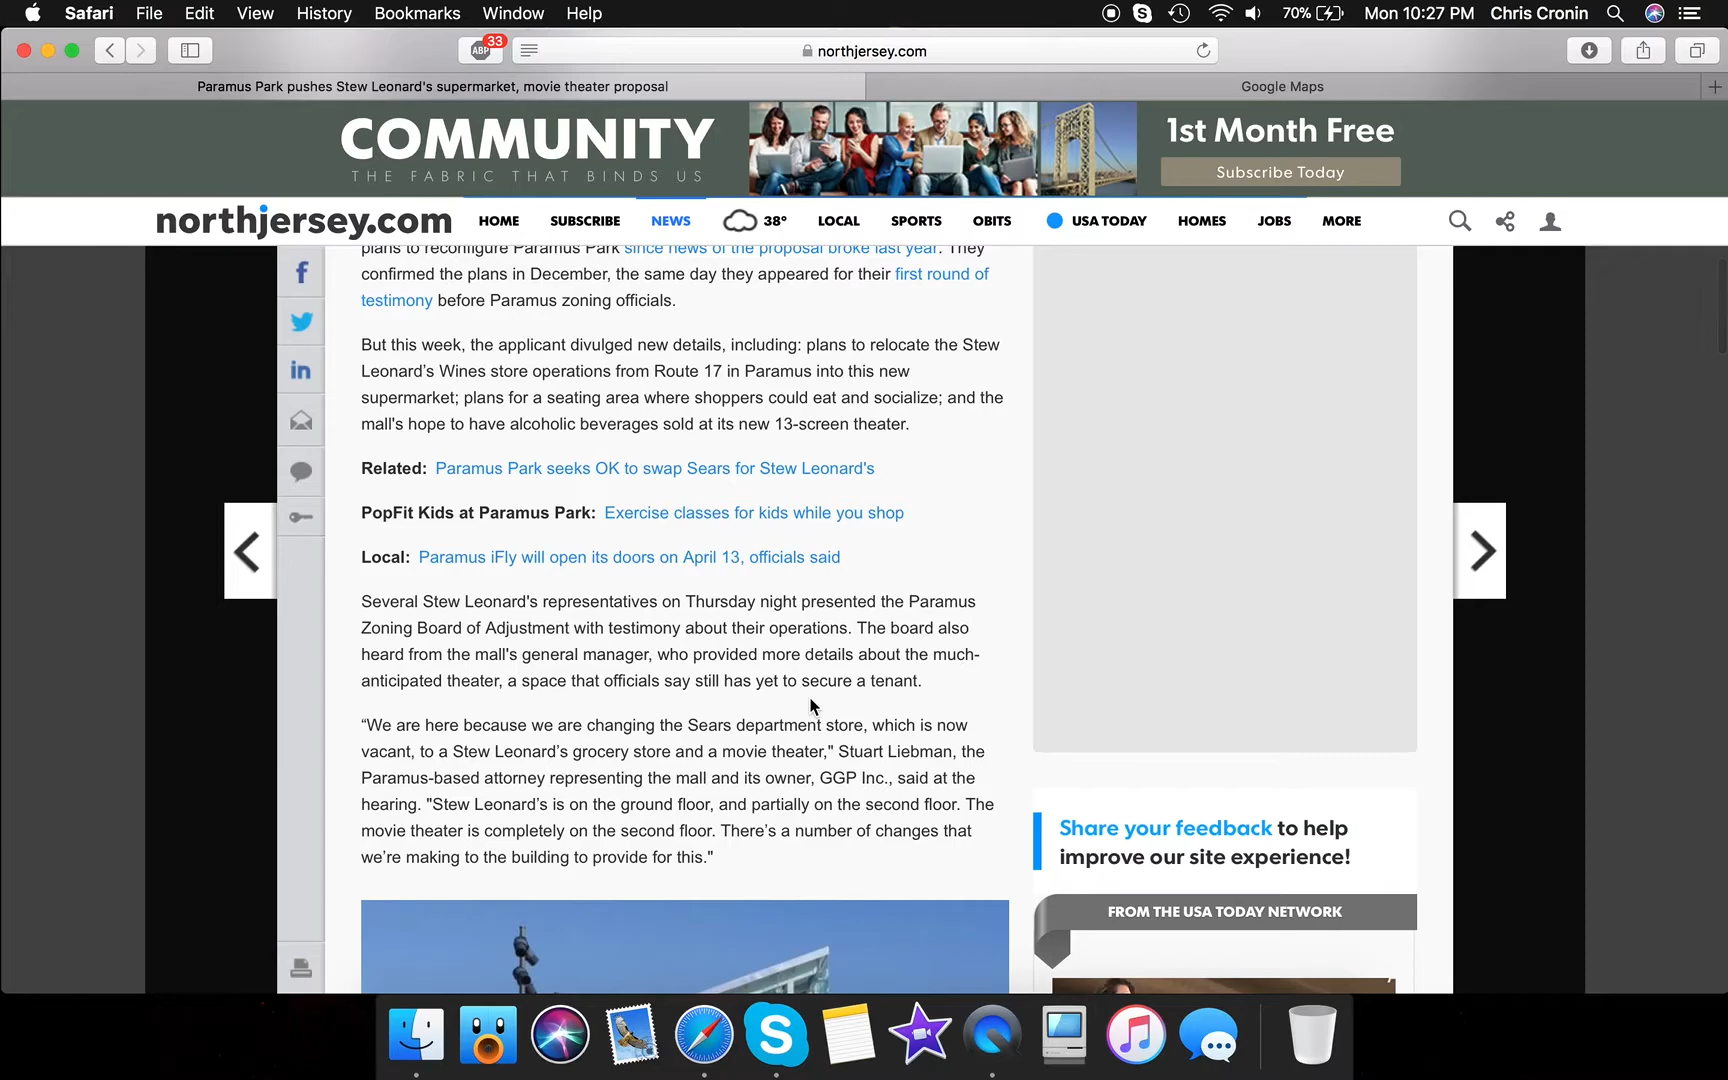 Safari File Edit View History Bookmarks Window Help 70% Mon 10:27 PM Chris Cronin
ABP 33 northjersey.com
Paramus Park pushes Stew Leonard's supermarket, movie theater proposal Google Maps
COMMUNITY
THE FABRIC THAT BINDS US
1st Month Free
Subscribe Today
northjersey.com HOME SUBSCRIBE NEWS 38° LOCAL SPORTS OBITS USA TODAY HOMES JOBS MORE
plans to reconfigure Paramus Park since news of the proposal broke last year. They
confirmed the plans in December, the same day they appeared for their first round of
testimony before Paramus zoning officials.
But this week, the applicant divulged new details, including: plans to relocate the Stew
Leonard’s Wines store operations from Route 17 in Paramus into this new
supermarket; plans for a seating area where shoppers could eat and socialize; and the
mall's hope to have alcoholic beverages sold at its new 13-screen theater.
Related: Paramus Park seeks OK to swap Sears for Stew Leonard's
PopFit Kids at Paramus Park: Exercise classes for kids while you shop
Local: Paramus iFly will open its doors on April 13, officials said
Several Stew Leonard's representatives on Thursday night presented the Paramus
Zoning Board of Adjustment with testimony about their operations. The board also
heard from the mall's general manager, who provided more details about the much-
anticipated theater, a space that officials say still has yet to secure a tenant.
“We are here because we are changing the Sears department store, which is now
vacant, to a Stew Leonard’s grocery store and a movie theater," Stuart Liebman, the
Paramus-based attorney representing the mall and its owner, GGP Inc., said at the
hearing. "Stew Leonard’s is on the ground floor, and partially on the second floor. The
movie theater is completely on the second floor. There’s a number of changes that
we’re making to the building to provide for this."
Share your feedback to help
improve our site experience!
FROM THE USA TODAY NETWORK